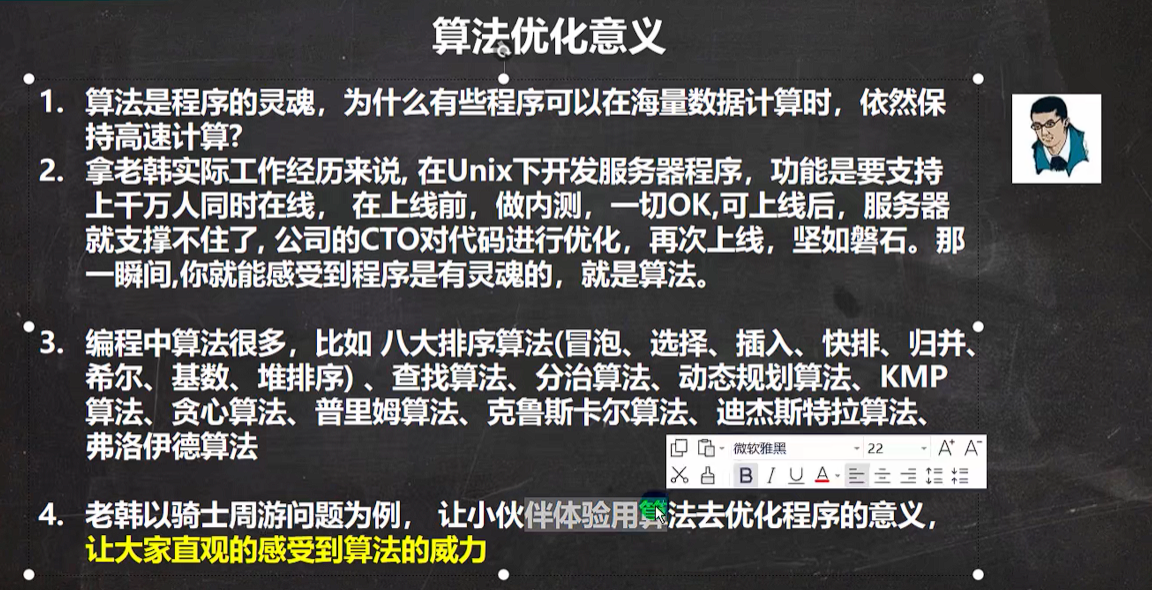 算法优化意义
1. 算法是程序的灵魂，为什么有些程序可以在海量数据计算时，依然保
持高速计算?
2. 拿老韩实际工作经历来说, 在Unix下开发服务器程序，功能是要支持
上千万人同时在线， 在上线前，做内测，一切OK,可上线后，服务器
就支撑不住了, 公司的CTO对代码进行优化，再次上线，坚如磐石。那
一瞬间,你就能感受到程序是有灵魂的，就是算法。
3. 编程中算法很多，比如 八大排序算法(冒泡、选择、插入、快排、归并、
希尔、基数、堆排序) 、查找算法、分治算法、动态规划算法、KMP
算法、贪心算法、普里姆算法、克鲁斯卡尔算法、迪杰斯特拉算法、
弗洛伊德算法
微软雅黑 22 A+ A-
B I U A
4. 老韩以骑士周游问题为例， 让小伙伴体验用算法去优化程序的意义，
让大家直观的感受到算法的威力